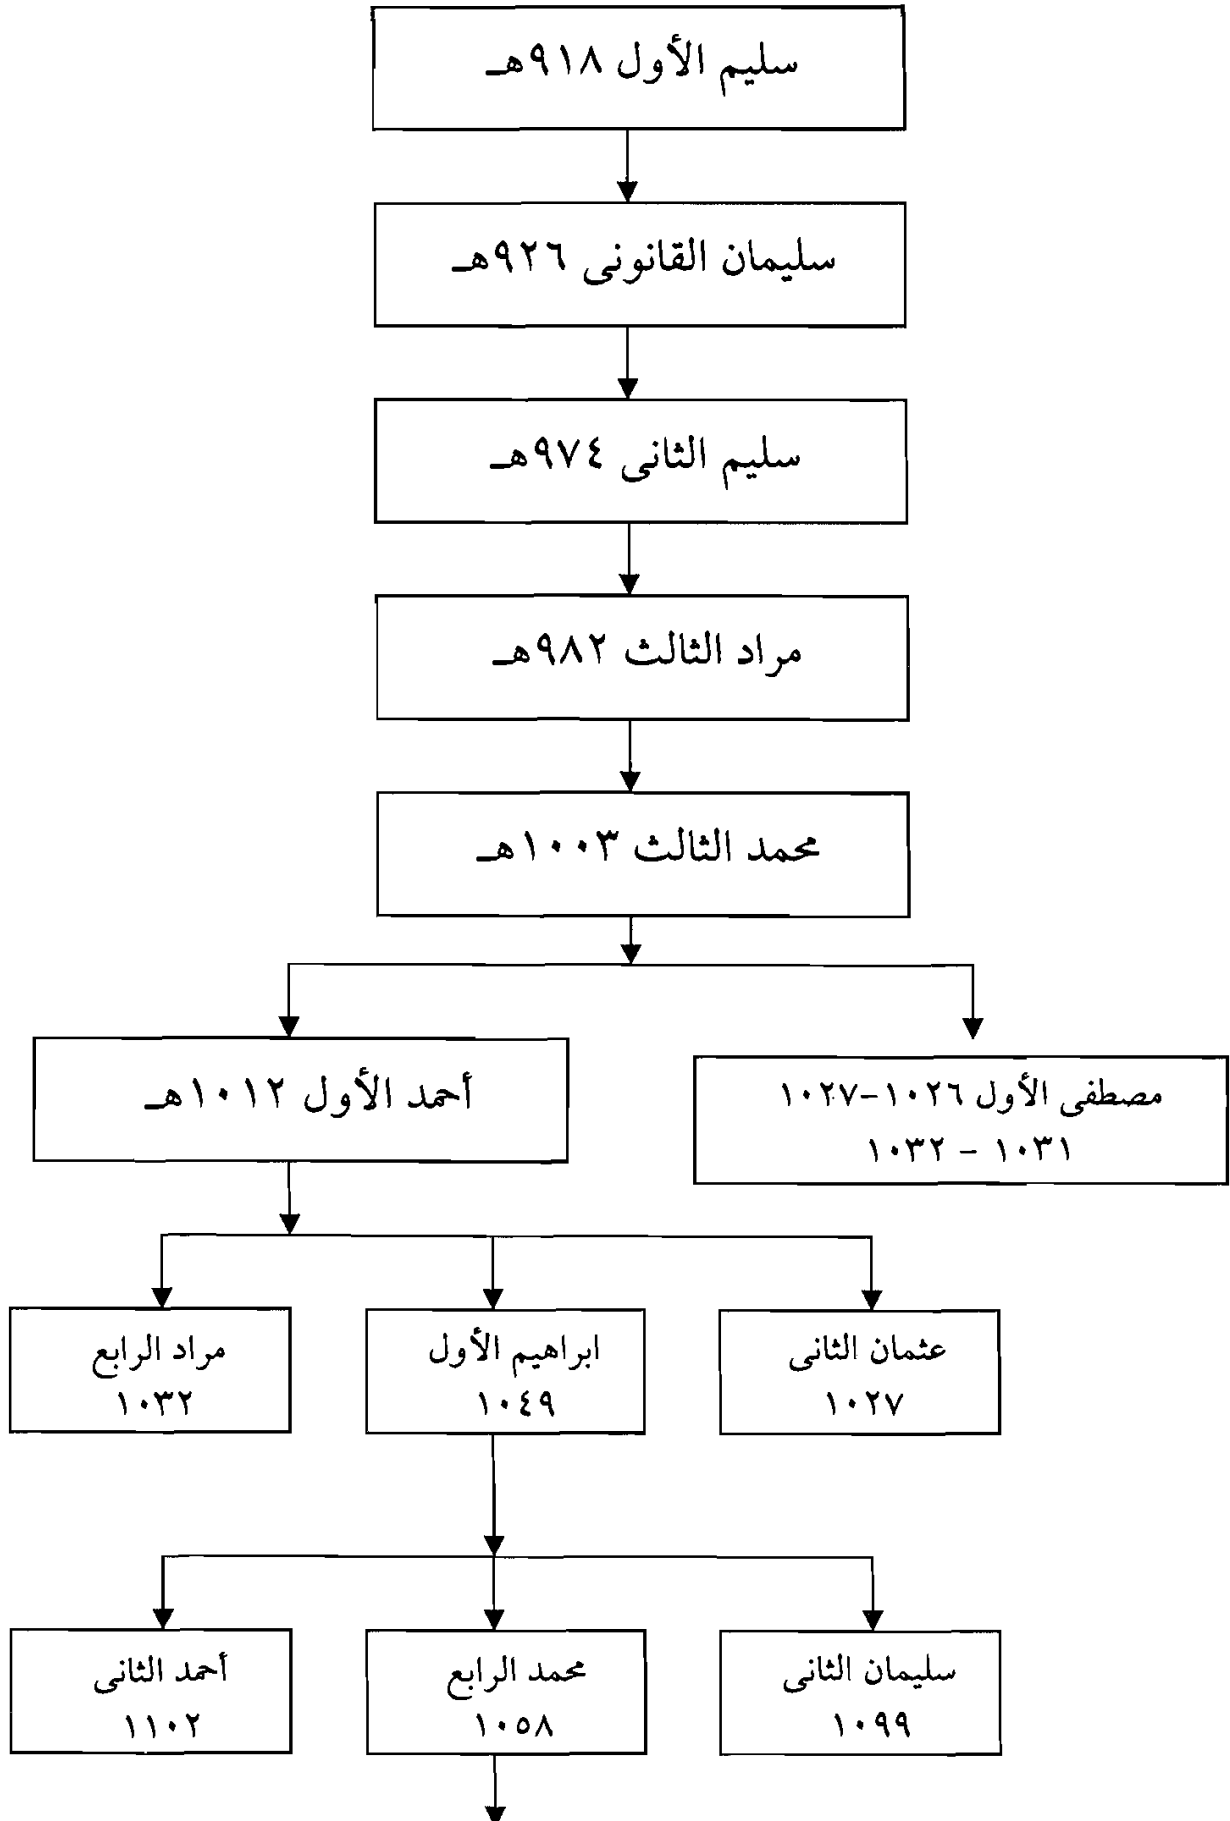 سليم الأول ٩١٨هـ
سليمان القانونى ٩٢٦هـ
سليم الثانى ٩٧٤هـ
مراد الثالث ٩٨٢هـ
محمد الثالث ١٠٠٣هـ
مصطفى الأول ١٠٢٦-١٠٢٧
١٠٣١ - ١٠٣٢
أحمد الأول ١٠١٢هـ
عثمان الثانى
١٠٢٧
ابراهيم الأول
١٠٤٩
مراد الرابع
١٠٣٢
سليمان الثانى
١٠٩٩
محمد الرابع
١٠٥٨
أحمد الثانى
١١٠٢